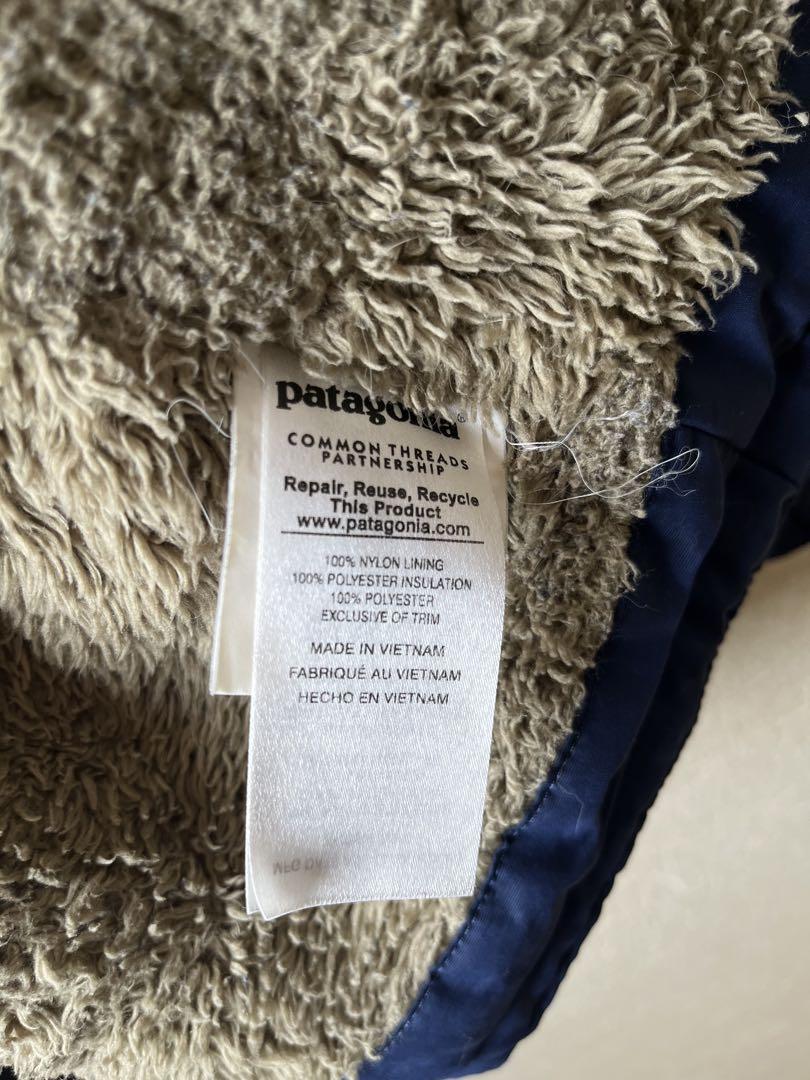 patagonia®
COMMON THREADS
PARTNERSHIP
Repair, Reuse, Recycle
This Product
www.patagonia.com
100% NYLON LINING
100% POLYESTER INSULATION
100% POLYESTER
EXCLUSIVE OF TRIM
MADE IN VIETNAM
FABRIQUÉ AU VIETNAM
HECHO EN VIETNAM